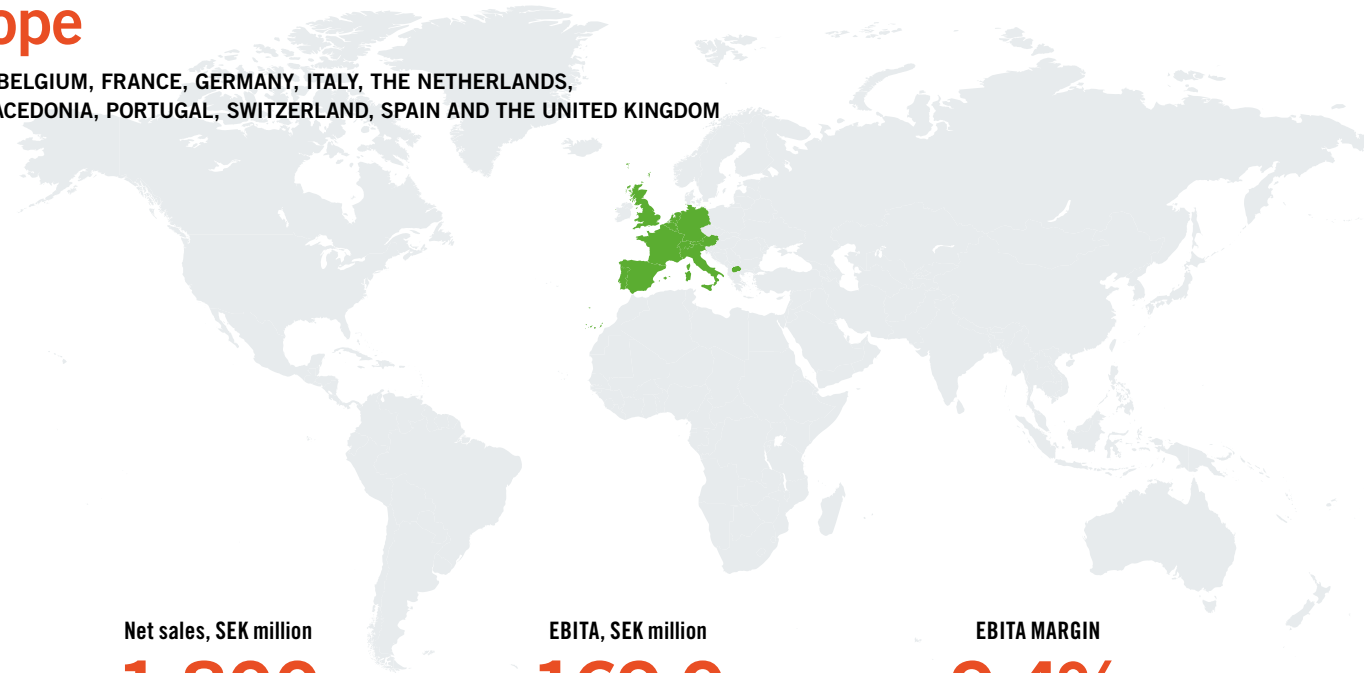 ope
BELGIUM, FRANCE, GERMANY, ITALY, THE NETHERLANDS,
ACEDONIA, PORTUGAL, SWITZERLAND, SPAIN AND THE UNITED KINGDOM
Net sales, SEK million EBITA, SEK million EBITA MARGIN